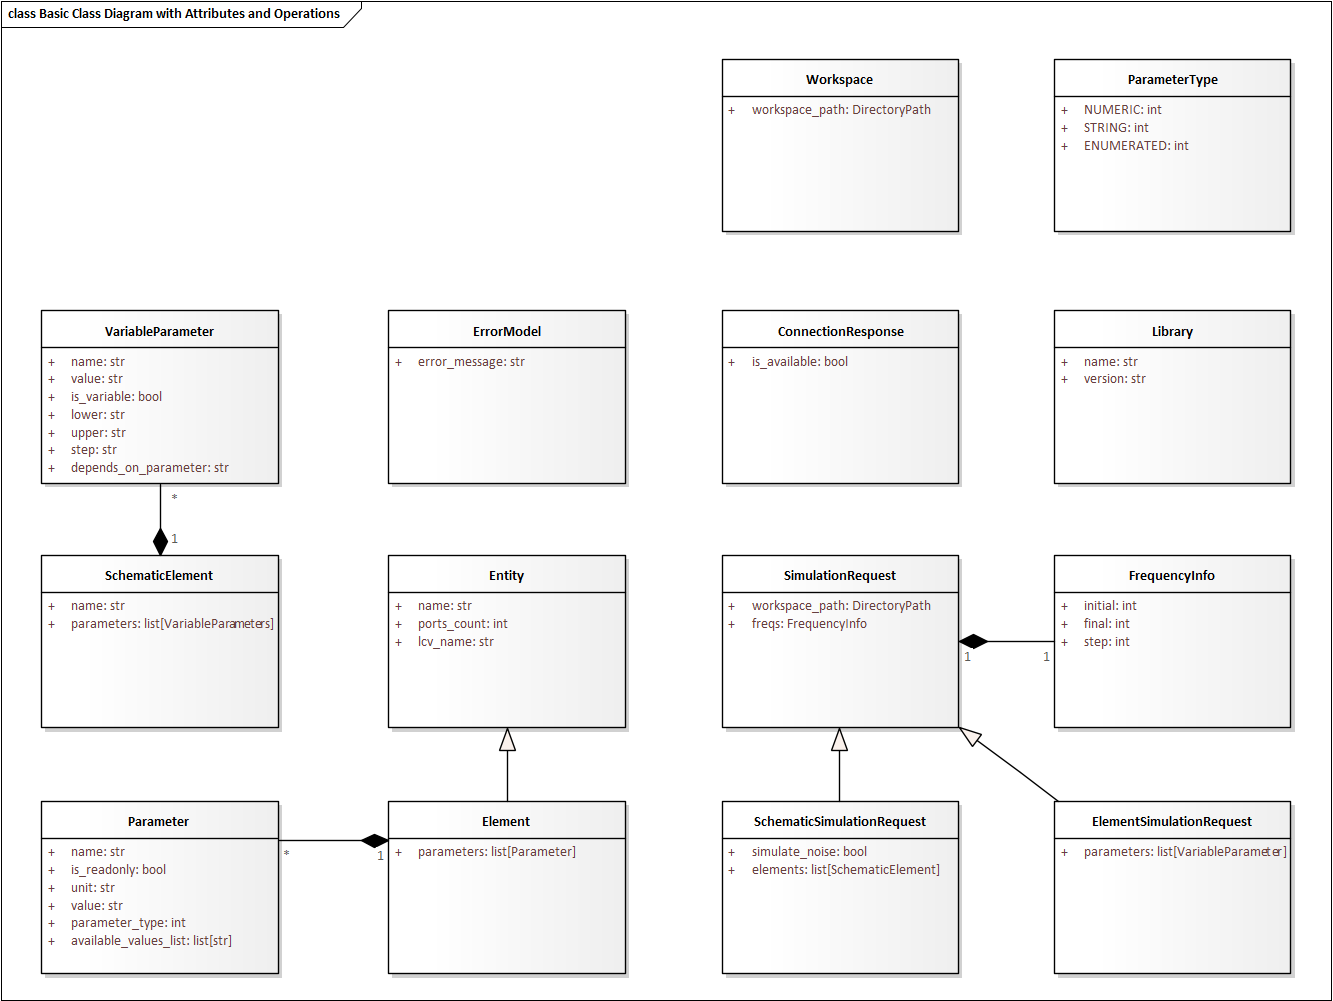 class Basic Class Diagram with Attributes and Operations
Workspace
+ workspace_path: DirectoryPath
ParameterType
+ NUMERIC: int
+ STRING: int
+ ENUMERATED: int
VariableParameter
+ name: str
+ value: str
+ is_variable: bool
+ lower: str
+ upper: str
+ step: str
+ depends_on_parameter: str
ErrorModel
+ error_message: str
ConnectionResponse
+ is_available: bool
Library
+ name: str
+ version: str
*
1
SchematicElement
+ name: str
+ parameters: list[VariableParameters]
Entity
+ name: str
+ ports_count: int
+ lcv_name: str
SimulationRequest
+ workspace_path: DirectoryPath
+ freqs: FrequencyInfo
1
1
FrequencyInfo
+ initial: int
+ final: int
+ step: int
Parameter
+ name: str
+ is_readonly: bool
+ unit: str
+ value: str
+ parameter_type: int
+ available_values_list: list[str]
*
1
Element
+ parameters: list[Parameter]
SchematicSimulationRequest
+ simulate_noise: bool
+ elements: list[SchematicElement]
ElementSimulationRequest
+ parameters: list[VariableParameter]